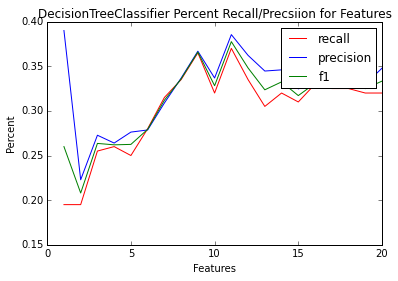 DecisionTreeClassifier Percent Recall/Precsiion for Features
0.40
0.35
0.30
0.25
0.20
0.15
Percent
recall
precision
f1
0
5
10
15
20
Features